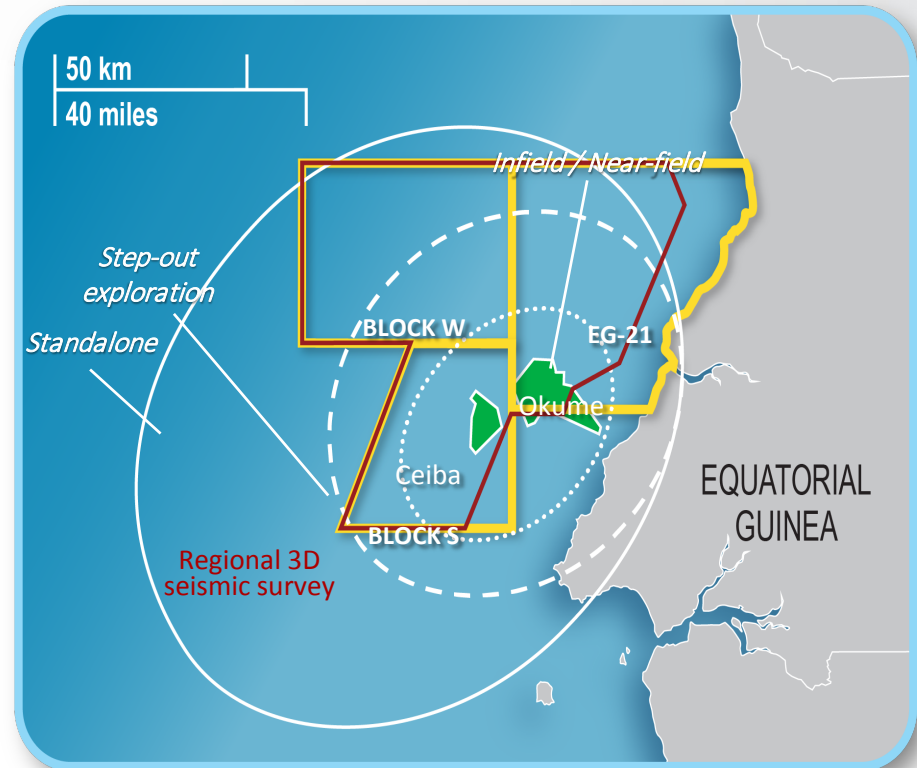 50 km
40 miles
Infield / Near-field
Step-out
exploration
Standalone
BLOCK W
EG-21
Okume
Ceiba
EQUATORIAL
GUINEA
BLOCK S
Regional 3D
seismic survey